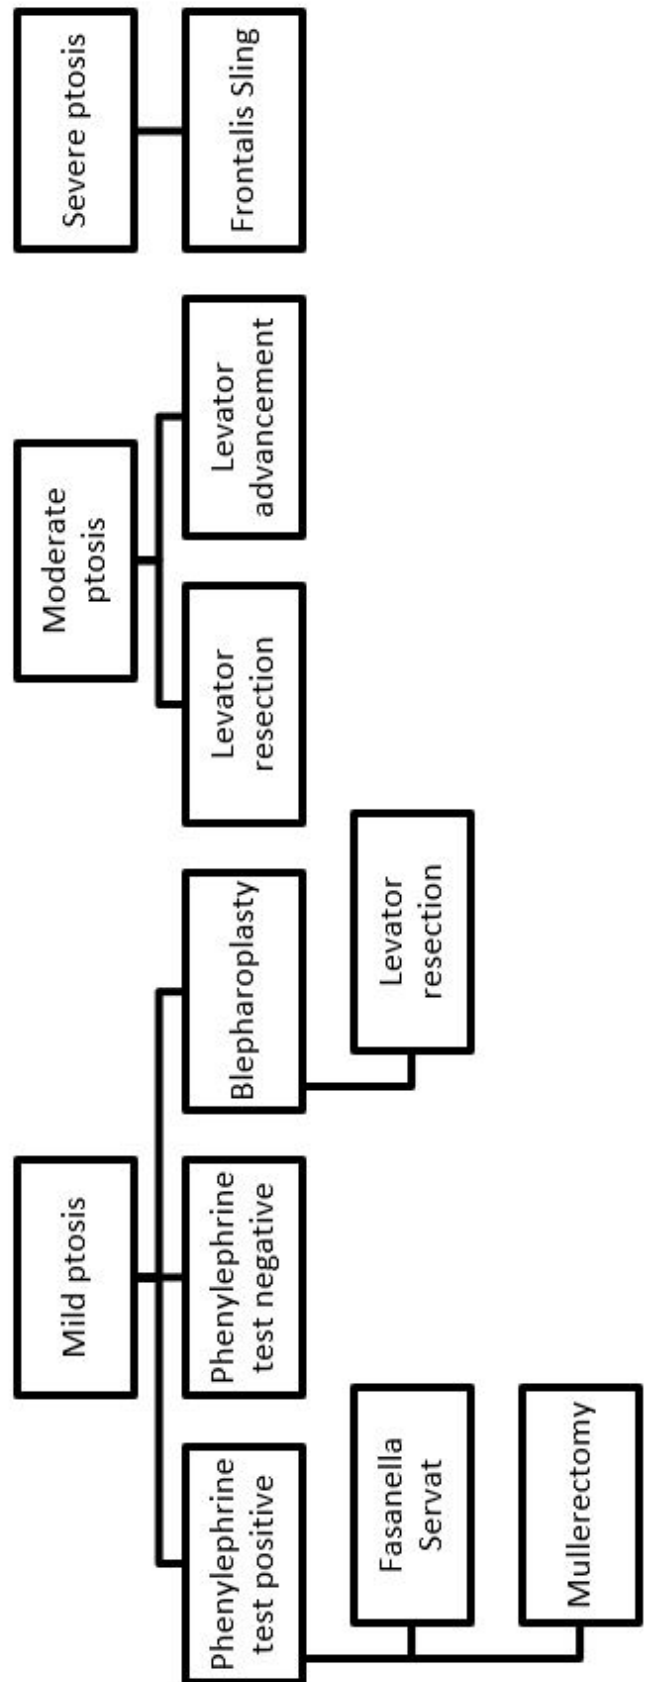 Mild ptosis
Phenylephrine
test positive
Fasanella
Servat
Mullerectomy
Phenylephrine
test negative
Blepharoplasty
Levator
resection
Moderate
ptosis
Levator
resection
Levator
advancement
Severe ptosis
Frontalis Sling